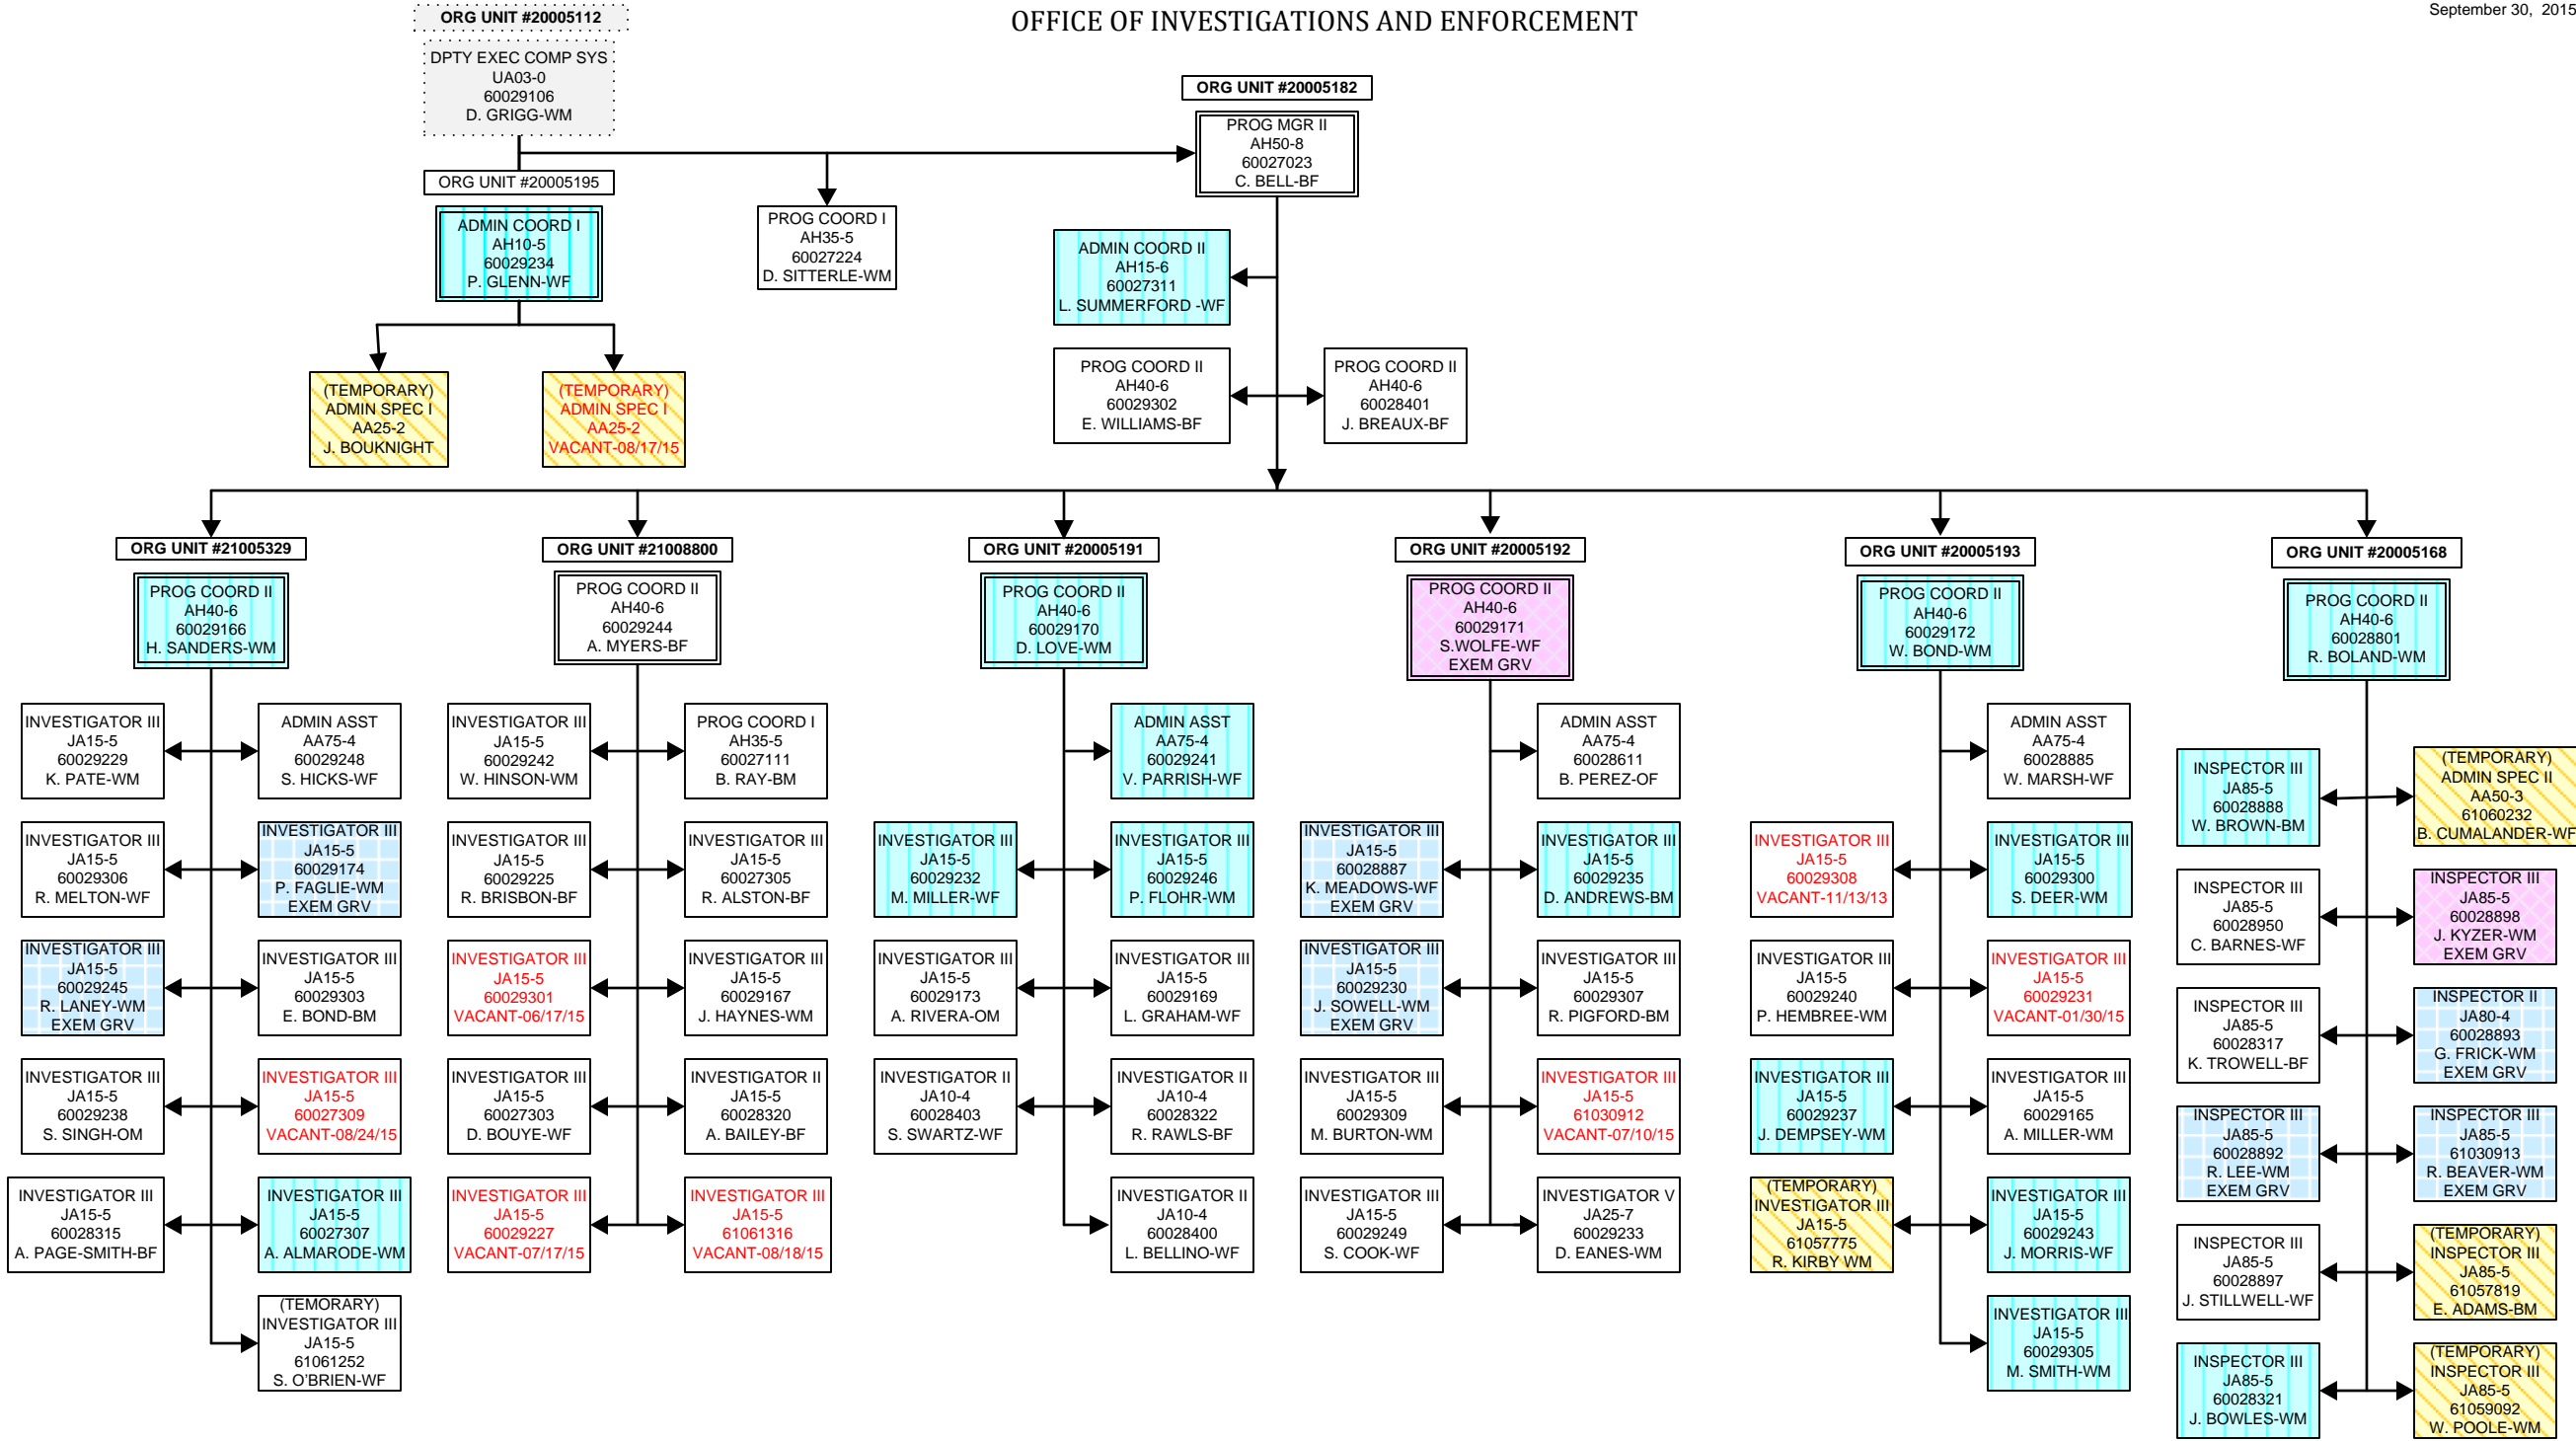 OFFICE OF INVESTIGATIONS AND ENFORCEMENT
September 30, 2015
ORG UNIT #20005112
DPTY EXEC COMP SYS
UA03-0
60029106
D. GRIGG-WM
ORG UNIT #20005182
PROG MGR II
AH50-8
60027023
C. BELL-BF
ORG UNIT #20005195
ADMIN COORD I
AH10-5
60029234
P. GLENN-WF
PROG COORD I
AH35-5
60027224
D. SITTERLE-WM
ADMIN COORD II
AH15-6
60027311
L. SUMMERFORD -WF
(TEMPORARY)
ADMIN SPEC I
AA25-2
J. BOUKNIGHT
(TEMPORARY)
ADMIN SPEC I
AA25-2
VACANT-08/17/15
PROG COORD II
AH40-6
60029302
E. WILLIAMS-BF
PROG COORD II
AH40-6
60028401
J. BREAUX-BF
ORG UNIT #21005329
PROG COORD II
AH40-6
60029166
H. SANDERS-WM
INVESTIGATOR III
JA15-5
60029229
K. PATE-WM
ADMIN ASST
AA75-4
60029248
S. HICKS-WF
INVESTIGATOR III
JA15-5
60029306
R. MELTON-WF
INVESTIGATOR III
JA15-5
60029174
P. FAGLIE-WM
EXEM GRV
INVESTIGATOR III
JA15-5
60029245
R. LANEY-WM
EXEM GRV
INVESTIGATOR III
JA15-5
60029303
E. BOND-BM
INVESTIGATOR III
JA15-5
60029238
S. SINGH-OM
INVESTIGATOR III
JA15-5
60027309
VACANT-08/24/15
INVESTIGATOR III
JA15-5
60028315
A. PAGE-SMITH-BF
INVESTIGATOR III
JA15-5
60027307
A. ALMARODE-WM
(TEMORARY)
INVESTIGATOR III
JA15-5
61061252
S. O'BRIEN-WF
ORG UNIT #21008800
PROG COORD II
AH40-6
60029244
A. MYERS-BF
INVESTIGATOR III
JA15-5
60029242
W. HINSON-WM
PROG COORD I
AH35-5
60027111
B. RAY-BM
INVESTIGATOR III
JA15-5
60029225
R. BRISBON-BF
INVESTIGATOR III
JA15-5
60027305
R. ALSTON-BF
INVESTIGATOR III
JA15-5
60029301
VACANT-06/17/15
INVESTIGATOR III
JA15-5
60029167
J. HAYNES-WM
INVESTIGATOR III
JA15-5
60027303
D. BOUYE-WF
INVESTIGATOR II
JA15-5
60028320
A. BAILEY-BF
INVESTIGATOR III
JA15-5
60029227
VACANT-07/17/15
INVESTIGATOR III
JA15-5
61061316
VACANT-08/18/15
ORG UNIT #20005191
PROG COORD II
AH40-6
60029170
D. LOVE-WM
ADMIN ASST
AA75-4
60029241
V. PARRISH-WF
INVESTIGATOR III
JA15-5
60029232
M. MILLER-WF
INVESTIGATOR III
JA15-5
60029246
P. FLOHR-WM
INVESTIGATOR III
JA15-5
60029173
A. RIVERA-OM
INVESTIGATOR III
JA15-5
60029169
L. GRAHAM-WF
INVESTIGATOR II
JA10-4
60028403
S. SWARTZ-WF
INVESTIGATOR II
JA10-4
60028322
R. RAWLS-BF
INVESTIGATOR II
JA10-4
60028400
L. BELLINO-WF
ORG UNIT #20005192
PROG COORD II
AH40-6
60029171
S.WOLFE-WF
EXEM GRV
ADMIN ASST
AA75-4
60028611
B. PEREZ-OF
INVESTIGATOR III
JA15-5
60028887
K. MEADOWS-WF
EXEM GRV
INVESTIGATOR III
JA15-5
60029235
D. ANDREWS-BM
INVESTIGATOR III
JA15-5
60029230
J. SOWELL-WM
EXEM GRV
INVESTIGATOR III
JA15-5
60029307
R. PIGFORD-BM
INVESTIGATOR III
JA15-5
60029309
M. BURTON-WM
INVESTIGATOR III
JA15-5
61030912
VACANT-07/10/15
INVESTIGATOR III
JA15-5
60029249
S. COOK-WF
INVESTIGATOR V
JA25-7
60029233
D. EANES-WM
ORG UNIT #20005193
PROG COORD II
AH40-6
60029172
W. BOND-WM
ADMIN ASST
AA75-4
60028885
W. MARSH-WF
INVESTIGATOR III
JA15-5
60029308
VACANT-11/13/13
INVESTIGATOR III
JA15-5
60029300
S. DEER-WM
INVESTIGATOR III
JA15-5
60029240
P. HEMBREE-WM
INVESTIGATOR III
JA15-5
60029231
VACANT-01/30/15
INVESTIGATOR III
JA15-5
60029237
J. DEMPSEY-WM
INVESTIGATOR III
JA15-5
60029165
A. MILLER-WM
(TEMPORARY)
INVESTIGATOR III
JA15-5
61057775
R. KIRBY WM
INVESTIGATOR III
JA15-5
60029243
J. MORRIS-WF
INVESTIGATOR III
JA15-5
60029305
M. SMITH-WM
ORG UNIT #20005168
PROG COORD II
AH40-6
60028801
R. BOLAND-WM
INSPECTOR III
JA85-5
60028888
W. BROWN-BM
(TEMPORARY)
ADMIN SPEC II
AA50-3
61060232
B. CUMALANDER-WF
INSPECTOR III
JA85-5
60028950
C. BARNES-WF
INSPECTOR III
JA85-5
60028898
J. KYZER-WM
EXEM GRV
INSPECTOR III
JA85-5
60028317
K. TROWELL-BF
INSPECTOR II
JA80-4
60028893
G. FRICK-WM
EXEM GRV
INSPECTOR III
JA85-5
60028892
R. LEE-WM
EXEM GRV
INSPECTOR III
JA85-5
61030913
R. BEAVER-WM
EXEM GRV
INSPECTOR III
JA85-5
60028897
J. STILLWELL-WF
(TEMPORARY)
INSPECTOR III
JA85-5
61057819
E. ADAMS-BM
INSPECTOR III
JA85-5
60028321
J. BOWLES-WM
(TEMPORARY)
INSPECTOR III
JA85-5
61059092
W. POOLE-WM